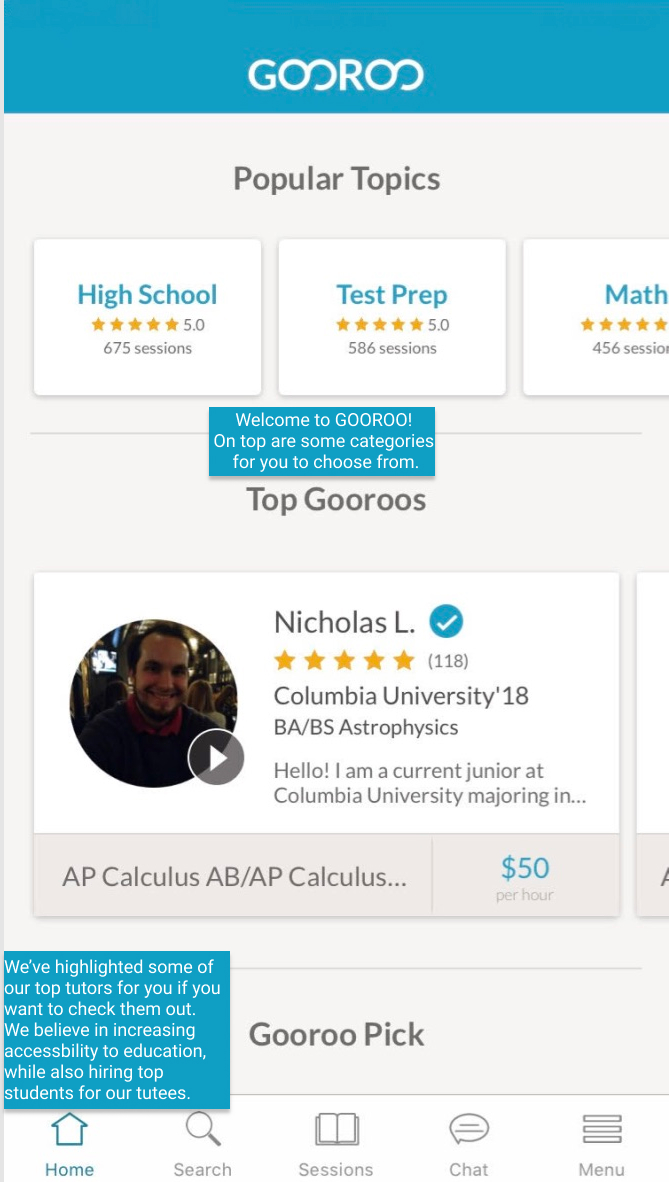 GOOROO
Popular Topics
High School
5.0
675 sessions
Test Prep
5.0
586 sessions
Math
456
Welcome to GOOROO!
On top are some categories
for you to choose from.
Top Gooroos
Nicholas L.
(118)
Columbia University'18
BA/BS Astrophysics
Hello! I am a current junior at
Columbia University majoring in...
AP Calculus AB/AP Calculus...
$50
per hour
We've highlighted some of
our top tutors for you if you
want to check them out.
We believe in increasing
accessbility to education,
while also hiring top
students for our tutees.
Gooroo Pick
Home
Search
Sessions
Chat
Menu